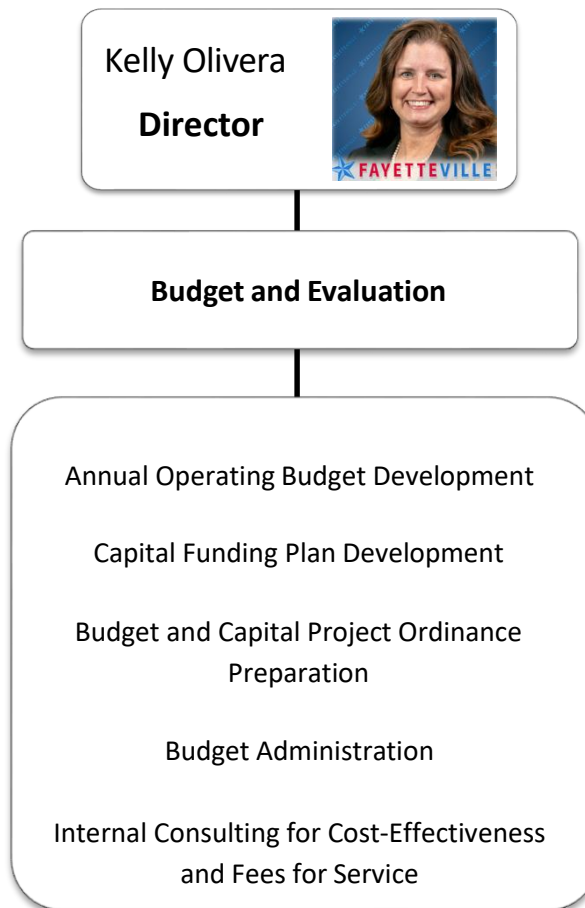 Kelly Olivera
Director
FAYETTEVILLE
Budget and Evaluation
Annual Operating Budget Development
Capital Funding Plan Development
Budget and Capital Project Ordinance
Preparation
Budget Administration
Internal Consulting for Cost-Effectiveness
and Fees for Service